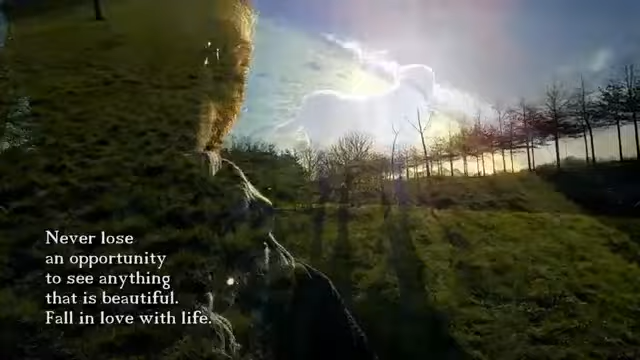 Never lose
an opportunity
to see anything
that is beautiful.
Fall in love with life.